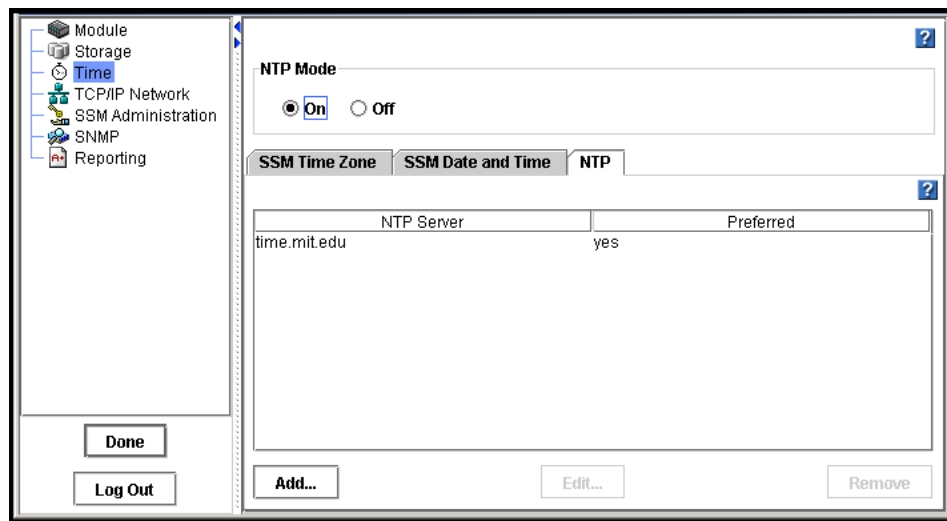 Module
Storage
Time
TCP/IP Network
SSM Administration
SNMP
Reporting
Done
Log Out
?
NTP Mode
On Off
SSM Time Zone SSM Date and Time NTP
?
NTP Server Preferred
time.mit.edu yes
Add... Edit... Remove